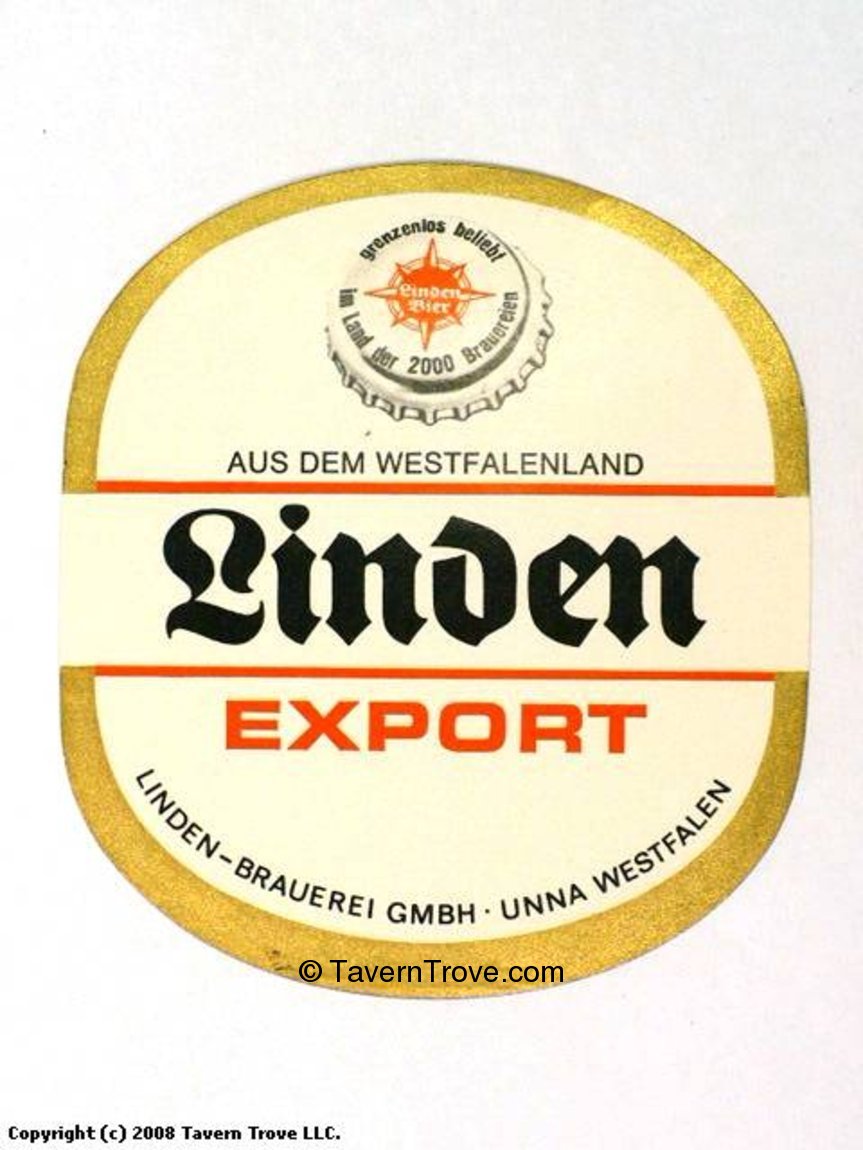 grenzenlos beliebt
Linden
Bier
im Land der 2000 Brauereien
AUS DEM WESTFALENLAND
Linden
EXPORT
LINDEN-BRAUEREI GMBH · UNNA WESTFALEN
© TavernTrove.com
Copyright (c) 2008 Tavern Trove LLC.